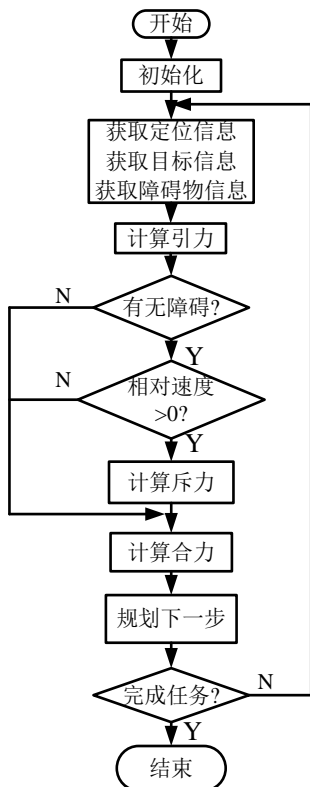 开始
初始化
获取定位信息
获取目标信息
获取障碍物信息
计算引力
N
有无障碍?
Y
N
相对速度
>0?
Y
计算斥力
计算合力
规划下一步
完成任务?
N
Y
结束